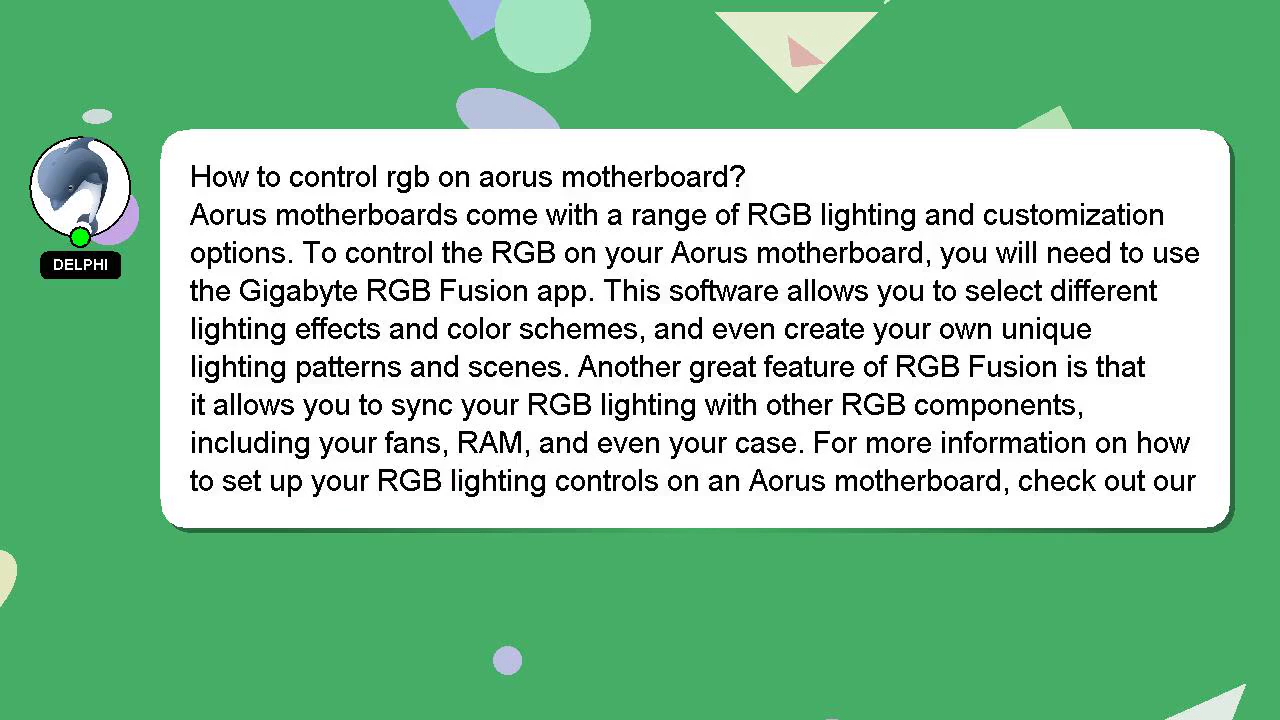 How to control rgb on aorus motherboard?
Aorus motherboards come with a range of RGB lighting and customization
options. To control the RGB on your Aorus motherboard, you will need to use
the Gigabyte RGB Fusion app. This software allows you to select different
lighting effects and color schemes, and even create your own unique
lighting patterns and scenes. Another great feature of RGB Fusion is that
it allows you to sync your RGB lighting with other RGB components,
including your fans, RAM, and even your case. For more information on how
to set up your RGB lighting controls on an Aorus motherboard, check out our
DELPHI